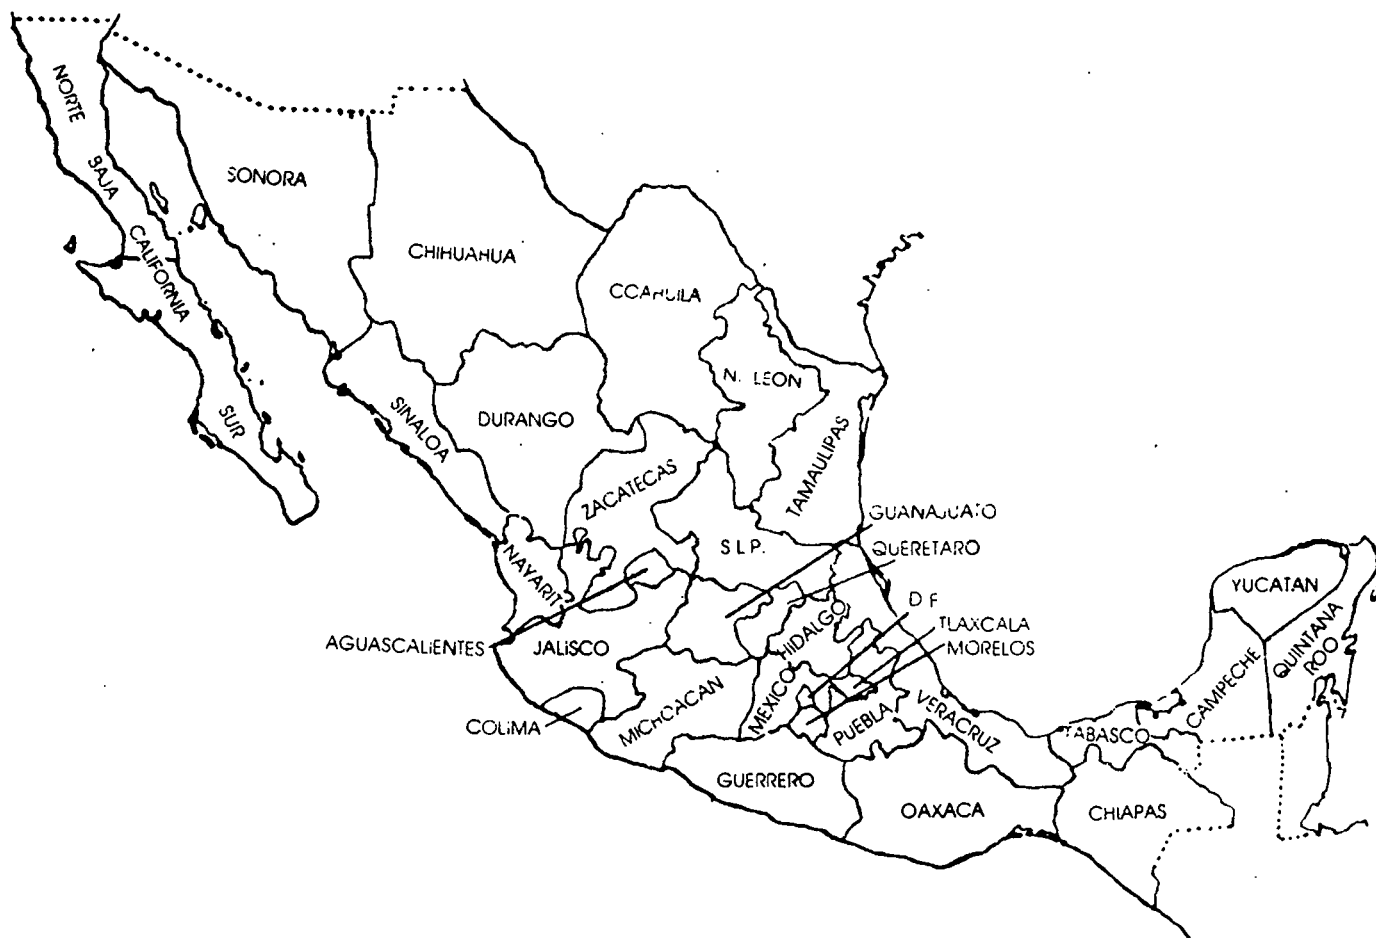 NORTE
BAJA
CALIFORNIA
SUR
SONORA
CHIHUAHUA
COAHUILA
N. LEON
TAMAULIPAS
SINALOA
DURANGO
ZACATECAS
S L P.
NAYARIT
AGUASCALIENTES
JALISCO
COLIMA
MICHOACAN
GUANAJUATO
QUERETARO
HIDALGO
D F
TLAXCALA
MORELOS
MEXICO
PUEBLA
VERACRUZ
GUERRERO
OAXACA
TABASCO
CHIAPAS
CAMPECHE
YUCATAN
QUINTANA
ROO